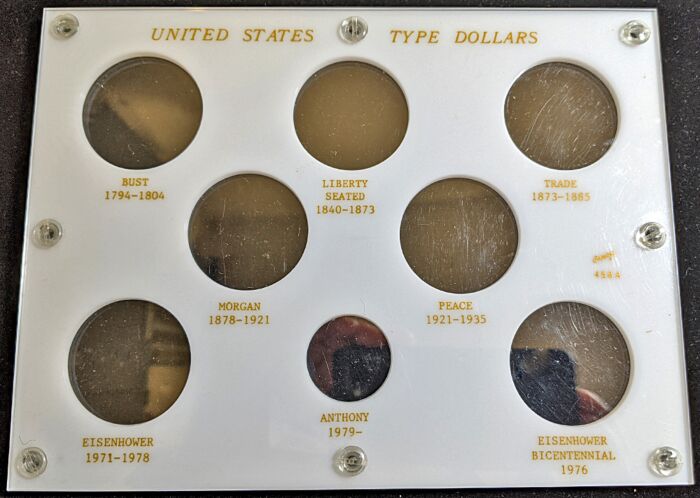 UNITED STATES TYPE DOLLARS
BUST
1794-1804
LIBERTY
SEATED
1840-1873
TRADE
1873-1885
MORGAN
1878-1921
PEACE
1921-1935
EISENHOWER
1971-1978
ANTHONY
1979-
EISENHOWER
BICENTENNIAL
1976